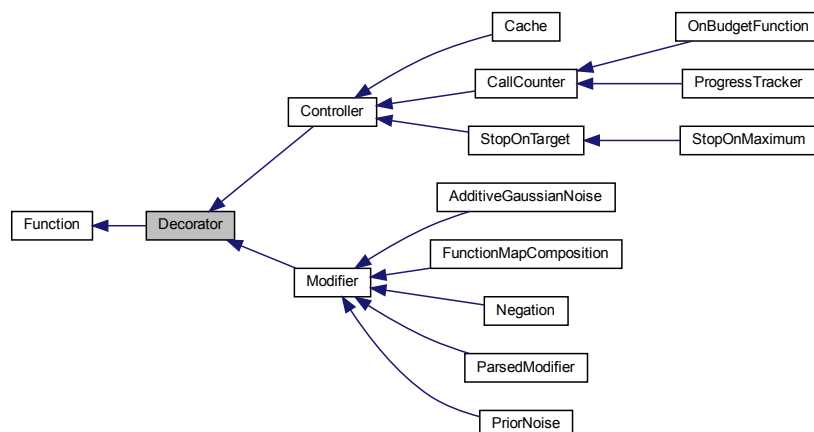 Cache
OnBudgetFunction
CallCounter
ProgressTracker
Controller
StopOnTarget
StopOnMaximum
AdditiveGaussianNoise
Function
Decorator
FunctionMapComposition
Modifier
Negation
ParsedModifier
PriorNoise